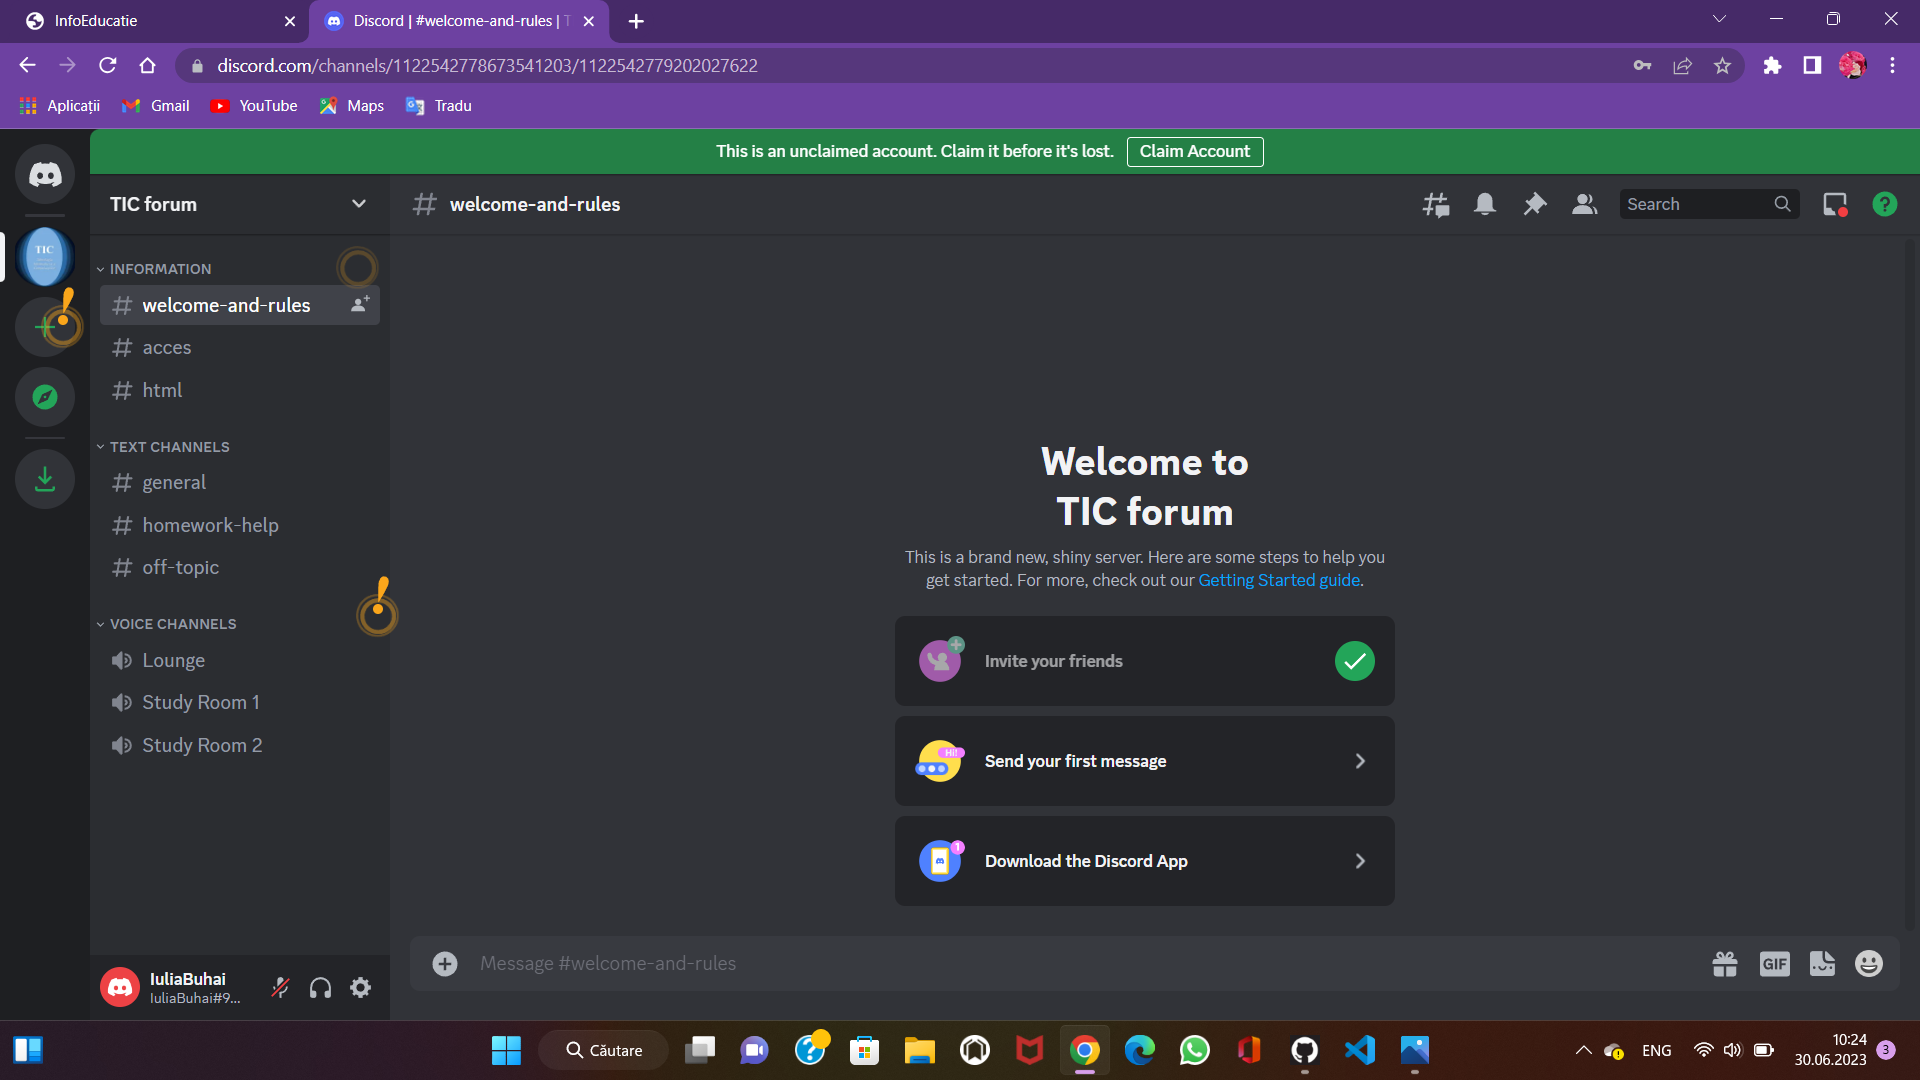 InfoEducatie
Discord | #welcome-and-rules | T
discord.com/channels/1122542778673541203/1122542779202027622
Aplicații
Gmail
YouTube
Maps
Tradu
This is an unclaimed account. Claim it before it's lost.
Claim Account
TIC forum
welcome-and-rules
Search
TIC
INFORMATION
welcome-and-rules
acces
html
TEXT CHANNELS
general
homework-help
off-topic
VOICE CHANNELS
Lounge
Study Room 1
Study Room 2
Welcome to
TIC forum
This is a brand new, shiny server. Here are some steps to help you
get started. For more, check out our Getting Started guide.
Invite your friends
Hi!
Send your first message
1
Download the Discord App
IuliaBuhai
IuliaBuhai#9...
Message #welcome-and-rules
GIF
Căutare
ENG
10:24
30.06.2023
3